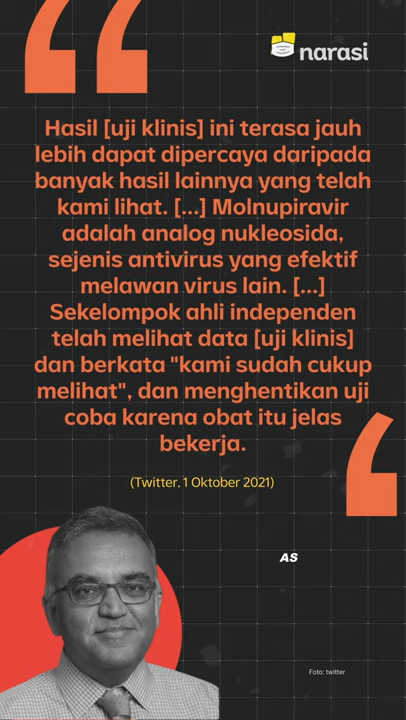 narasi
Hasil [uji klinis] ini terasa jauh
lebih dapat dipercaya daripada
banyak hasil lainnya yang telah
kami lihat. [...] Molnupiravir
adalah analog nukleosida,
sejenis antivirus yang efektif
melawan virus lain. [...]
Sekelompok ahli independen
telah melihat data [uji klinis]
dan berkata "kami sudah cukup
melihat", dan menghentikan uji
coba karena obat itu jelas
bekerja.
(Twitter, 1 Oktober 2021)
AS
Foto: twitter